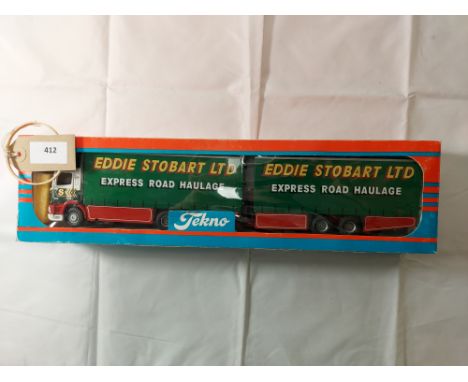 412
EDDIE STOBART LTD
EXPRESS ROAD HAULAGE
EDDIE STOBART LTD
EXPRESS ROAD HAULAGE
S
Tekno